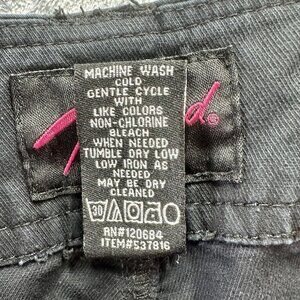 MACHINE WASH
COLD
GENTLE CYCLE
WITH
LIKE COLORS
NON-CHLORINE
BLEACH
WHEN NEEDED
TUMBLE DRY LOW
LOW IRON AS
NEEDED
MAY BE DRY
CLEANED
30
RN#120684
ITEM#537816